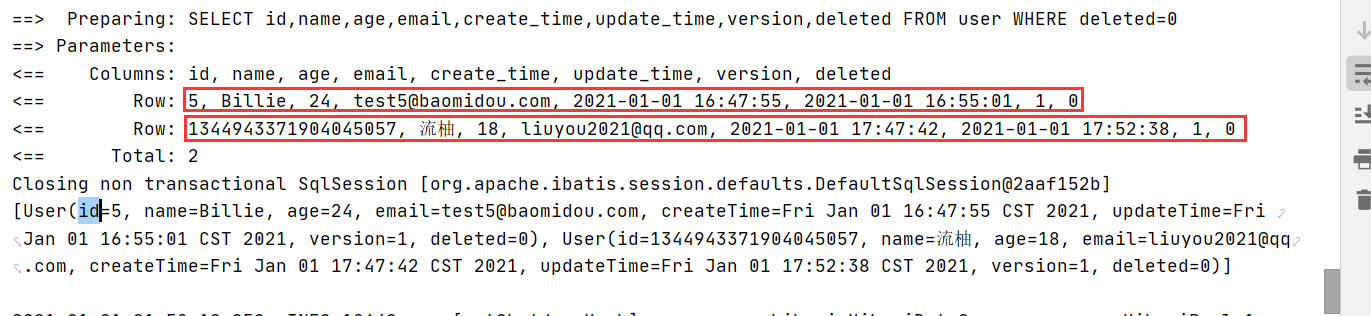 ==>  Preparing: SELECT id,name,age,email,create_time,update_time,version,deleted FROM user WHERE deleted=0
==> Parameters:
<==    Columns: id, name, age, email, create_time, update_time, version, deleted
<==        Row: 5, Billie, 24, test5@baomidou.com, 2021-01-01 16:47:55, 2021-01-01 16:55:01, 1, 0
<==        Row: 1344943371904045057, 流柚, 18, liuyou2021@qq.com, 2021-01-01 17:47:42, 2021-01-01 17:52:38, 1, 0
<==      Total: 2
Closing non transactional SqlSession [org.apache.ibatis.session.defaults.DefaultSqlSession@2aaf152b]
[User(id=5, name=Billie, age=24, email=test5@baomidou.com, createTime=Fri Jan 01 16:47:55 CST 2021, updateTime=Fri
Jan 01 16:55:01 CST 2021, version=1, deleted=0), User(id=1344943371904045057, name=流柚, age=18, email=liuyou2021@qq
.com, createTime=Fri Jan 01 17:47:42 CST 2021, updateTime=Fri Jan 01 17:52:38 CST 2021, version=1, deleted=0)]